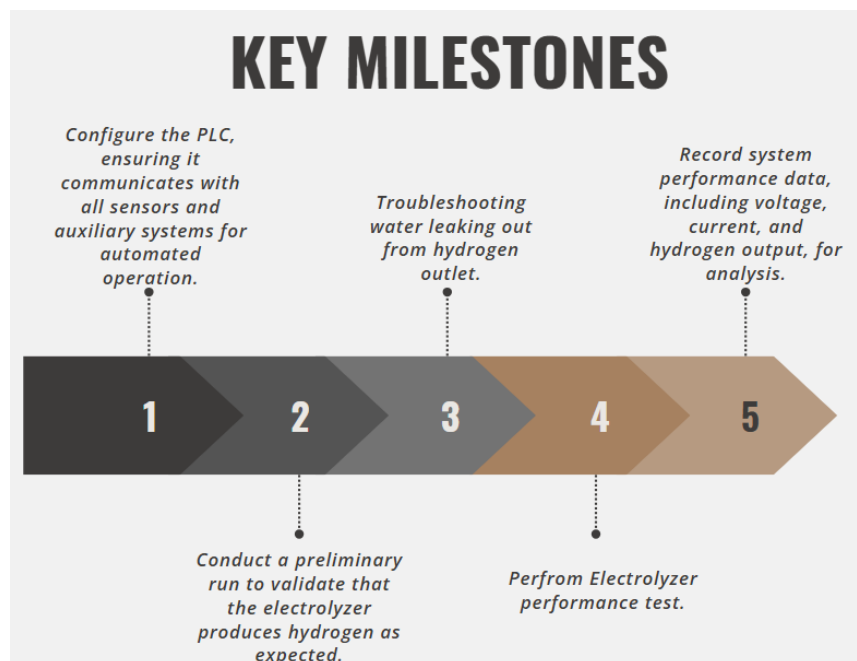 KEY MILESTONES
Configure the PLC,
ensuring it
communicates with
all sensors and
auxiliary systems for
automated
operation.
Troubleshooting
water leaking out
from hydrogen
outlet.
Record system
performance data,
including voltage,
current, and
hydrogen output, for
analysis.
1
2
3
4
5
Conduct a preliminary
run to validate that
the electrolyzer
produces hydrogen as
expected.
Perfrom Electrolyzer
performance test.